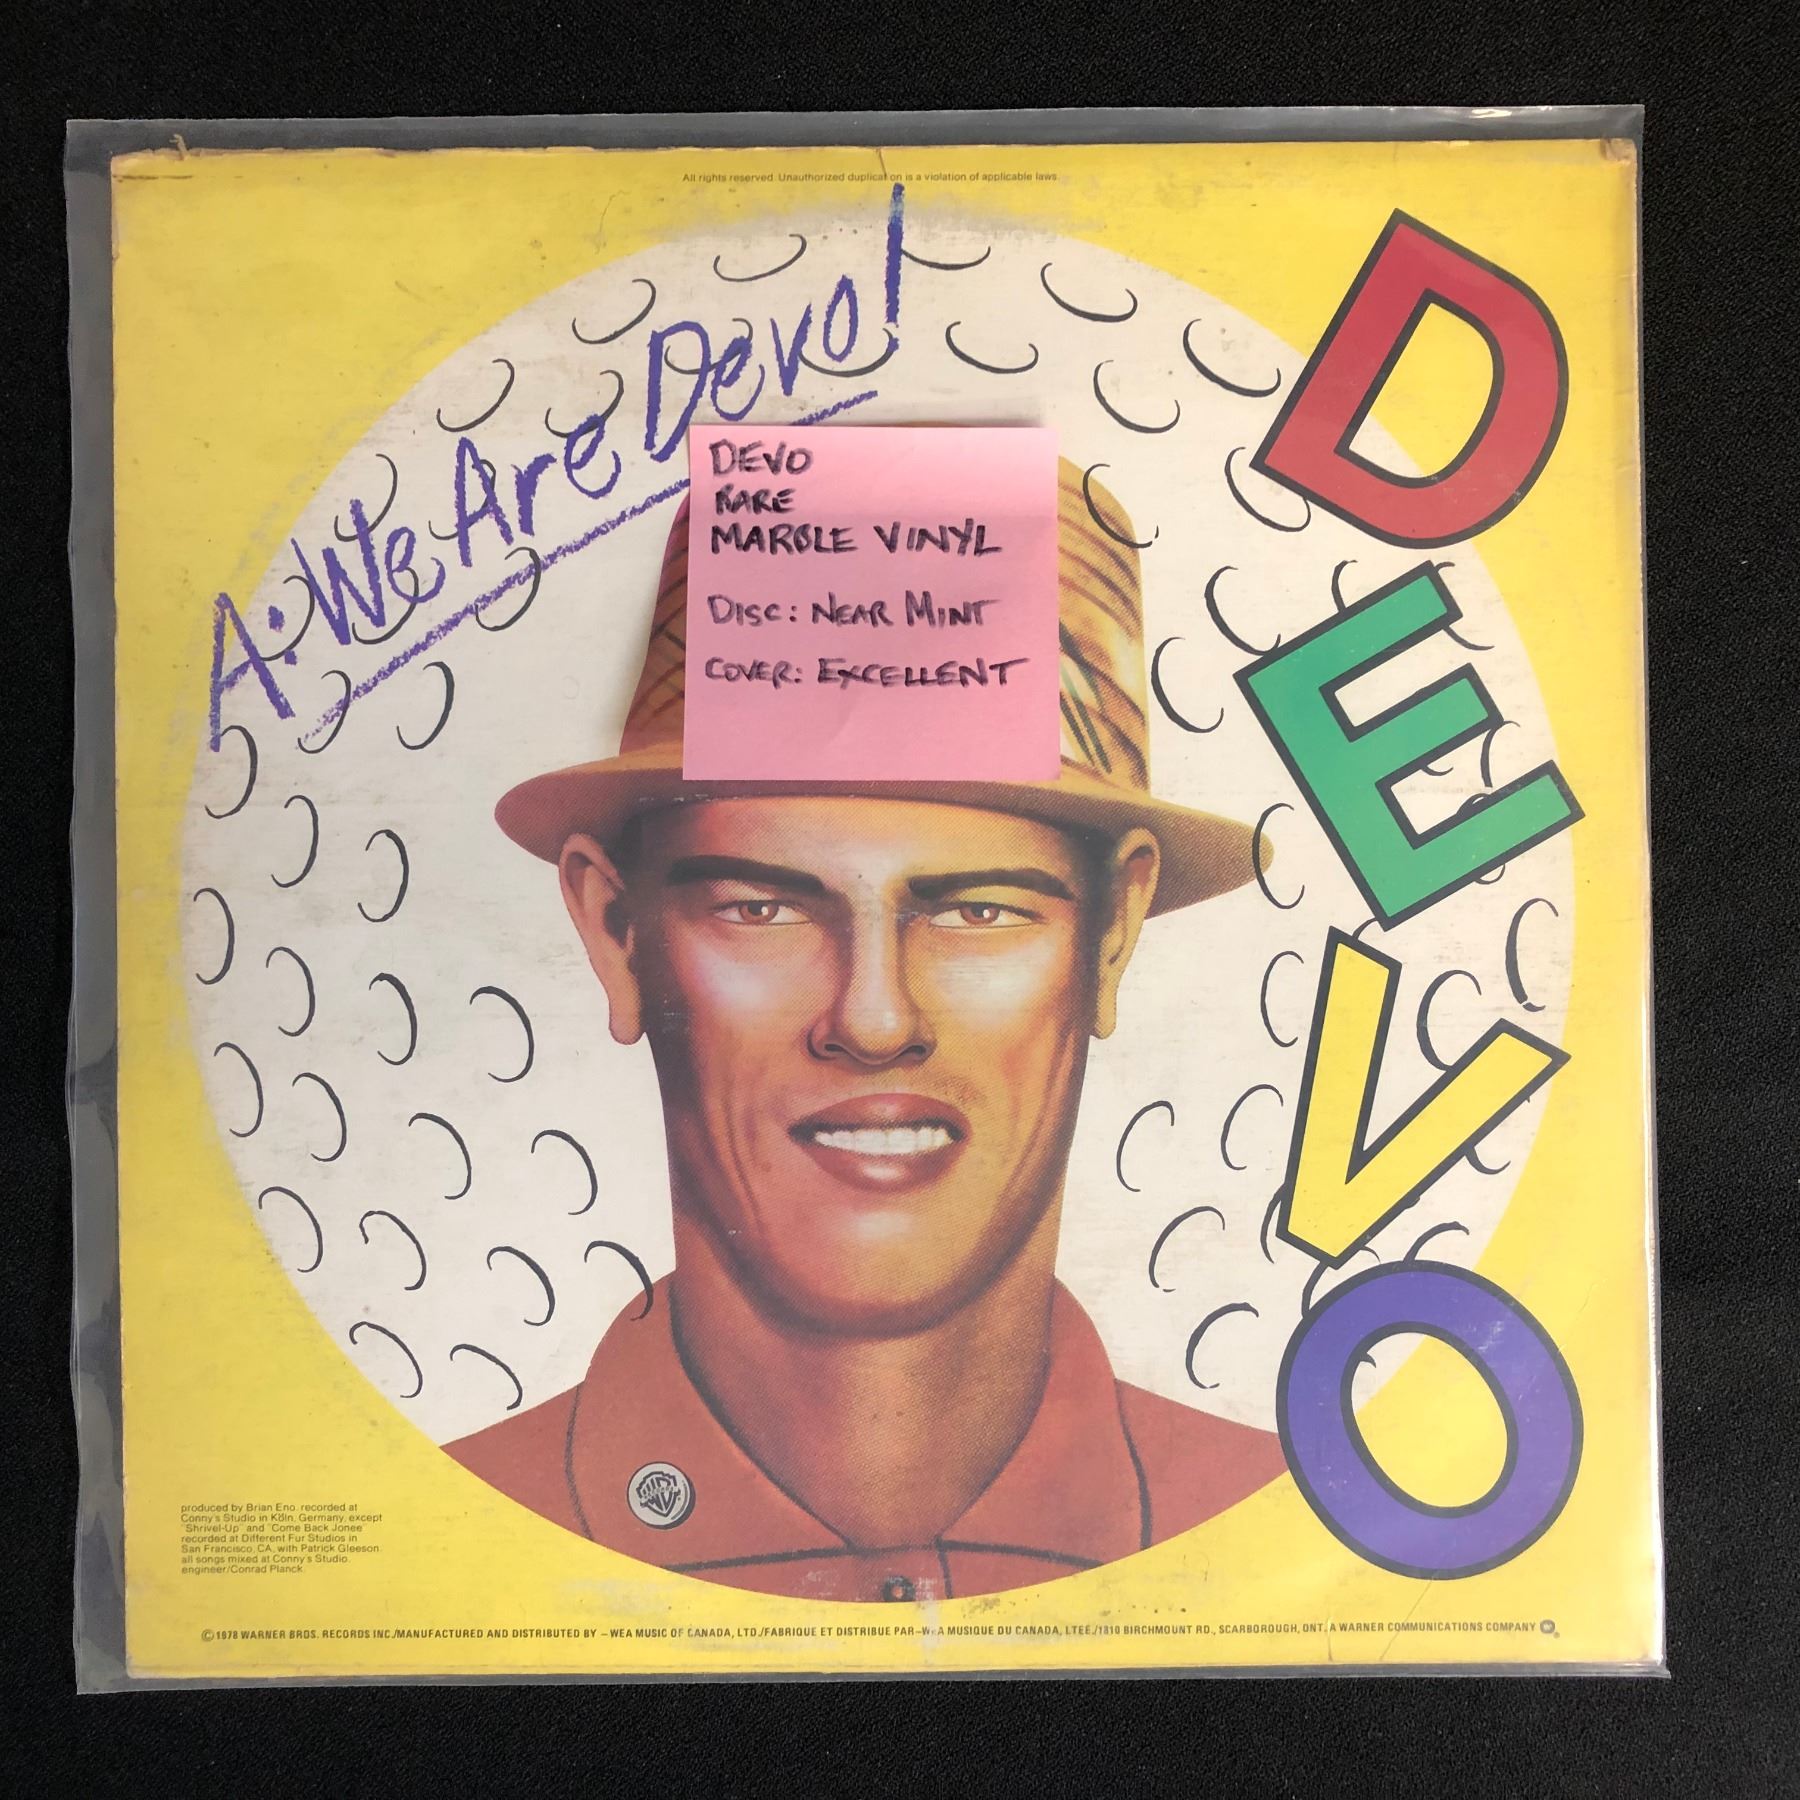 All rights reserved. Unauthorized duplication is a violation of applicable laws.
A: We Are Devo!
DEVO
RARE
MARBLE VINYL
DISC: NEAR MINT
COVER: EXCELLENT
DEVO
produced by Brian Eno. recorded at
Conny's Studio in Köln, Germany, except
"Shrivel-Up" and "Come Back Jonee"
recorded at Different Fur Studios in
San Francisco, CA, with Patrick Gleeson.
all songs mixed at Conny's Studio.
engineer/Conrad Planck.
©1978 WARNER BROS. RECORDS INC./MANUFACTURED AND DISTRIBUTED BY – WEA MUSIC OF CANADA, LTD./FABRIQUE ET DISTRIBUE PAR–WEA MUSIQUE DU CANADA, LTEE./1810 BIRCHMOUNT RD., SCARBOROUGH, ONT. A WARNER COMMUNICATIONS COMPANY